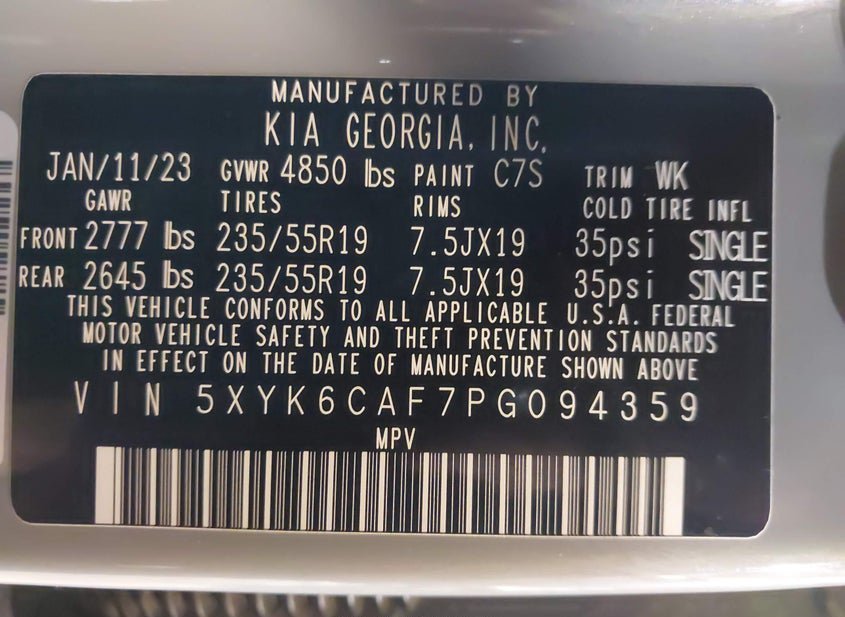 MANUFACTURED BY
KIA GEORGIA, INC.
JAN/11/23 GVWR 4850 lbs PAINT C7S TRIM WK
GAWR TIRES RIMS COLD TIRE INFL
FRONT 2777 lbs 235/55R19 7.5JX19 35psi SINGLE
REAR 2645 lbs 235/55R19 7.5JX19 35psi SINGLE
THIS VEHICLE CONFORMS TO ALL APPLICABLE U.S.A. FEDERAL
MOTOR VEHICLE SAFETY AND THEFT PREVENTION STANDARDS
IN EFFECT ON THE DATE OF MANUFACTURE SHOWN ABOVE
VIN 5XYK6CAF7PG094359
MPV